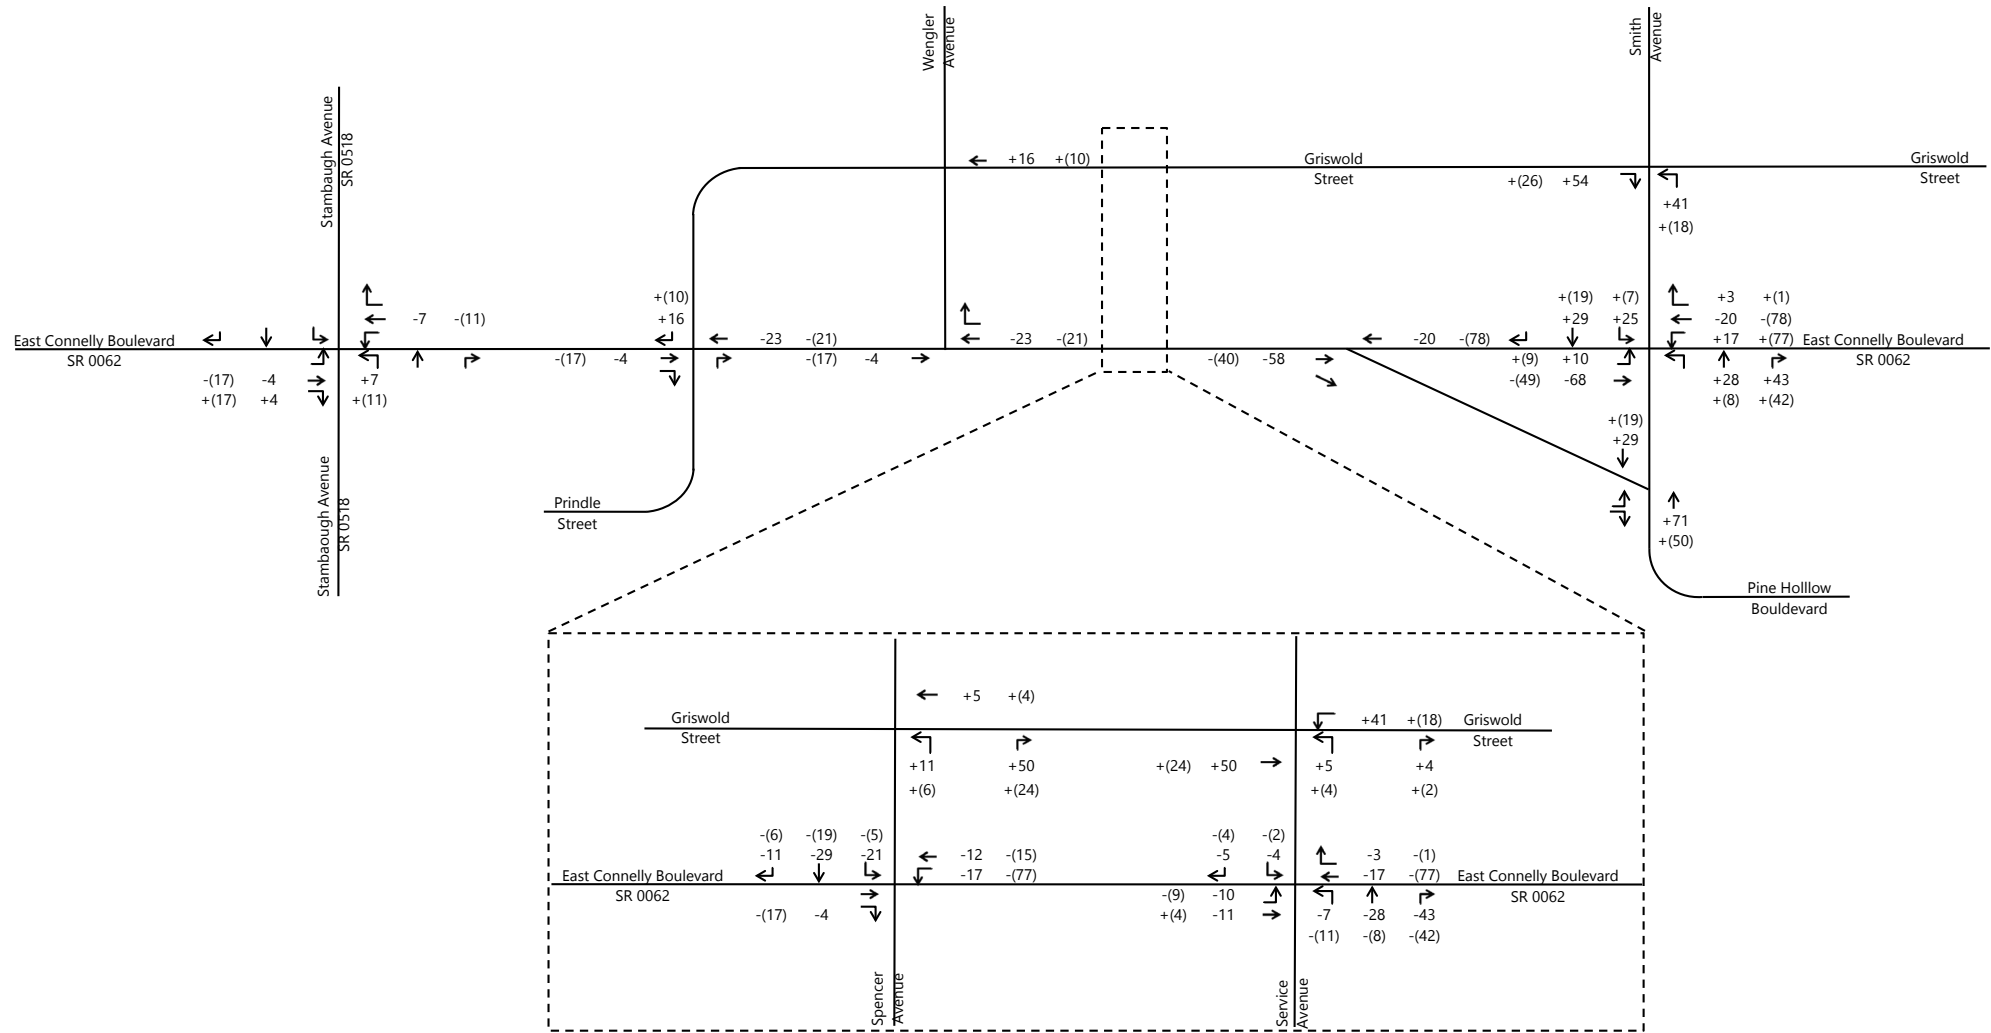 Wengler
Avenue
Smith
Avenue
Stambaugh Avenue
SR 0518
+16 +(10)
Griswold
Street
Griswold
Street
+(26) +54
+41
+(18)
+(10)
+16
-7 -(11)
East Connelly Boulevard
SR 0062
-(17) -4
+(17) +4
+7
+(11)
-(17) -4
-23 -(21)
-(17) -4
-23 -(21)
-(40) -58
-20 -(78)
+(19) +(7)
+29 +25
+(9) +10
-(49) -68
+3 +(1)
-20 -(78)
+17 +(77)
East Connelly Boulevard
SR 0062
+28 +43
+(8) +(42)
+(19)
+29
+71
+(50)
Stambaough Avenue
SR 0518
Prindle
Street
Pine Holllow
Bouldevard
+5 +(4)
Griswold
Street
+11 +50
+(6) +(24)
+(24) +50
+41 +(18)
Griswold
Street
+5 +4
+(4) +(2)
-(6) -(19) -(5)
-11 -29 -21
-12 -(15)
-17 -(77)
East Connelly Boulevard
SR 0062
-(17) -4
-(4) -(2)
-5 -4
-(9) -10
+(4) -11
-3 -(1)
-17 -(77)
East Connelly Boulevard
SR 0062
-7 -28 -43
-(11) -(8) -(42)
Spencer
Avenue
Service
Avenue